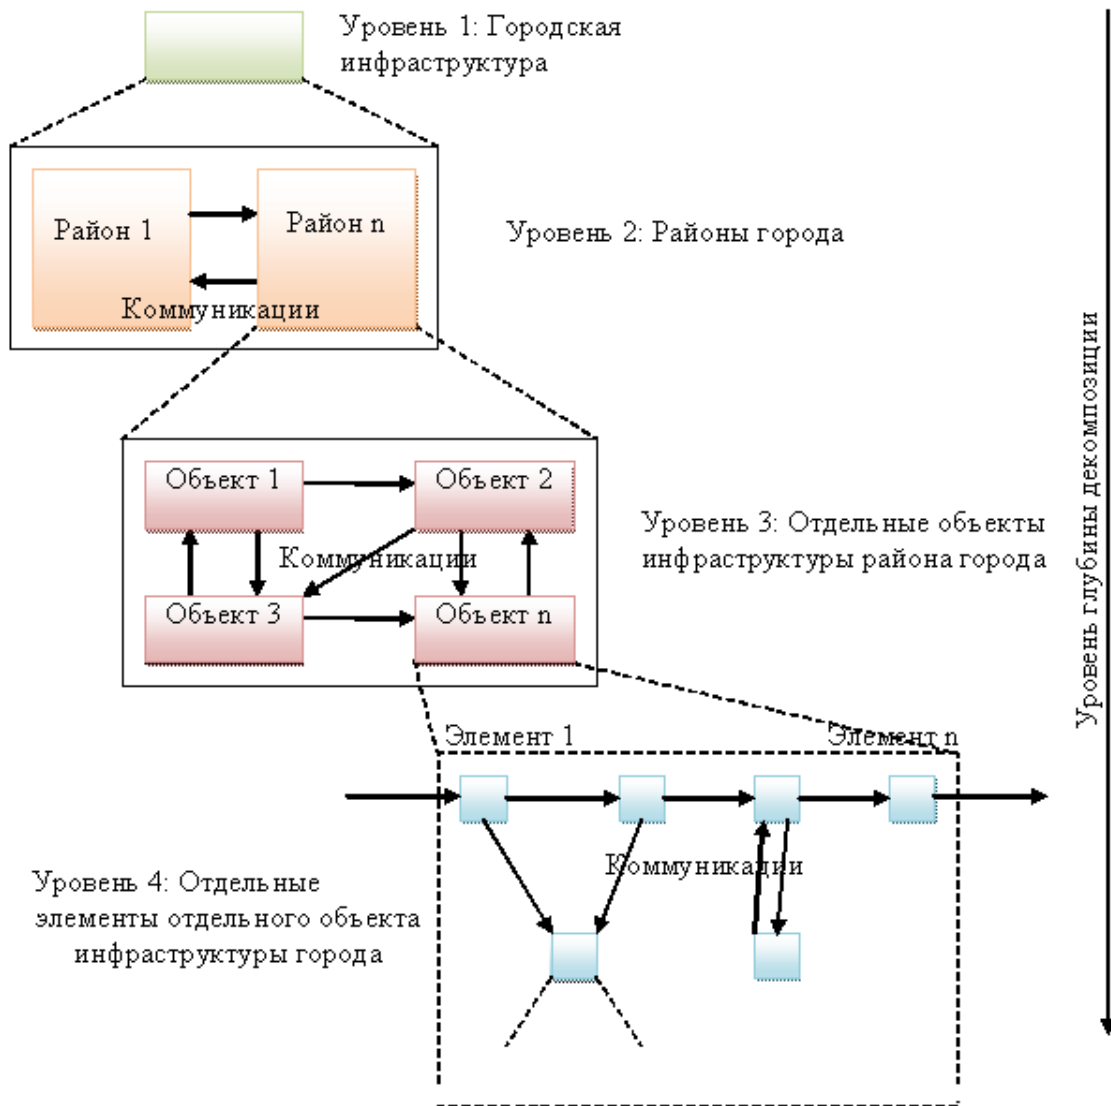 Уровень 1: Городская
инфраструктура
Район 1
Район n
Коммуникации
Уровень 2: Районы города
Объект 1
Объект 2
Коммуникации
Объект 3
Объект n
Уровень 3: Отдельные объекты
инфраструктуры района города
Элемент 1
Элемент n
Коммуникации
Уровень 4: Отдельные
элементы отдельного объекта
инфраструктуры города
Уровень глубины декомпозиции